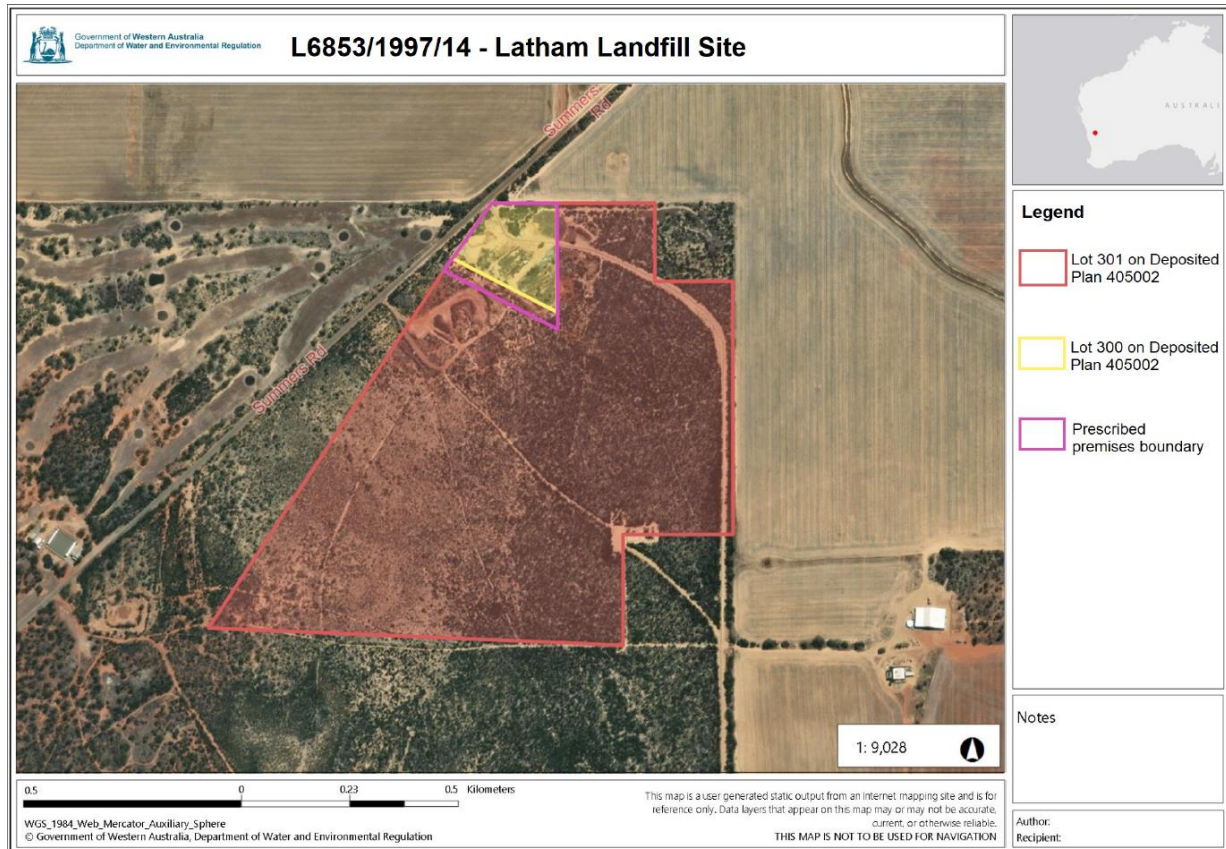 Government of Western Australia
Department of Water and Environmental Regulation
L6853/1997/14 - Latham Landfill Site
AUSTRALI
Summers
Rd
Summers Rd
Legend
Lot 301 on Deposited
Plan 405002
Lot 300 on Deposited
Plan 405002
Prescribed
premises boundary
1: 9,028
Notes
0.5 0 0.23 0.5 Kilometers
WGS_1984_Web_Mercator_Auxiliary_Sphere
© Government of Western Australia, Department of Water and Environmental Regulation
This map is a user generated static output from an Internet mapping site and is for
reference only. Data layers that appear on this map may or may not be accurate,
current, or otherwise reliable.
THIS MAP IS NOT TO BE USED FOR NAVIGATION
Author:
Recipient: